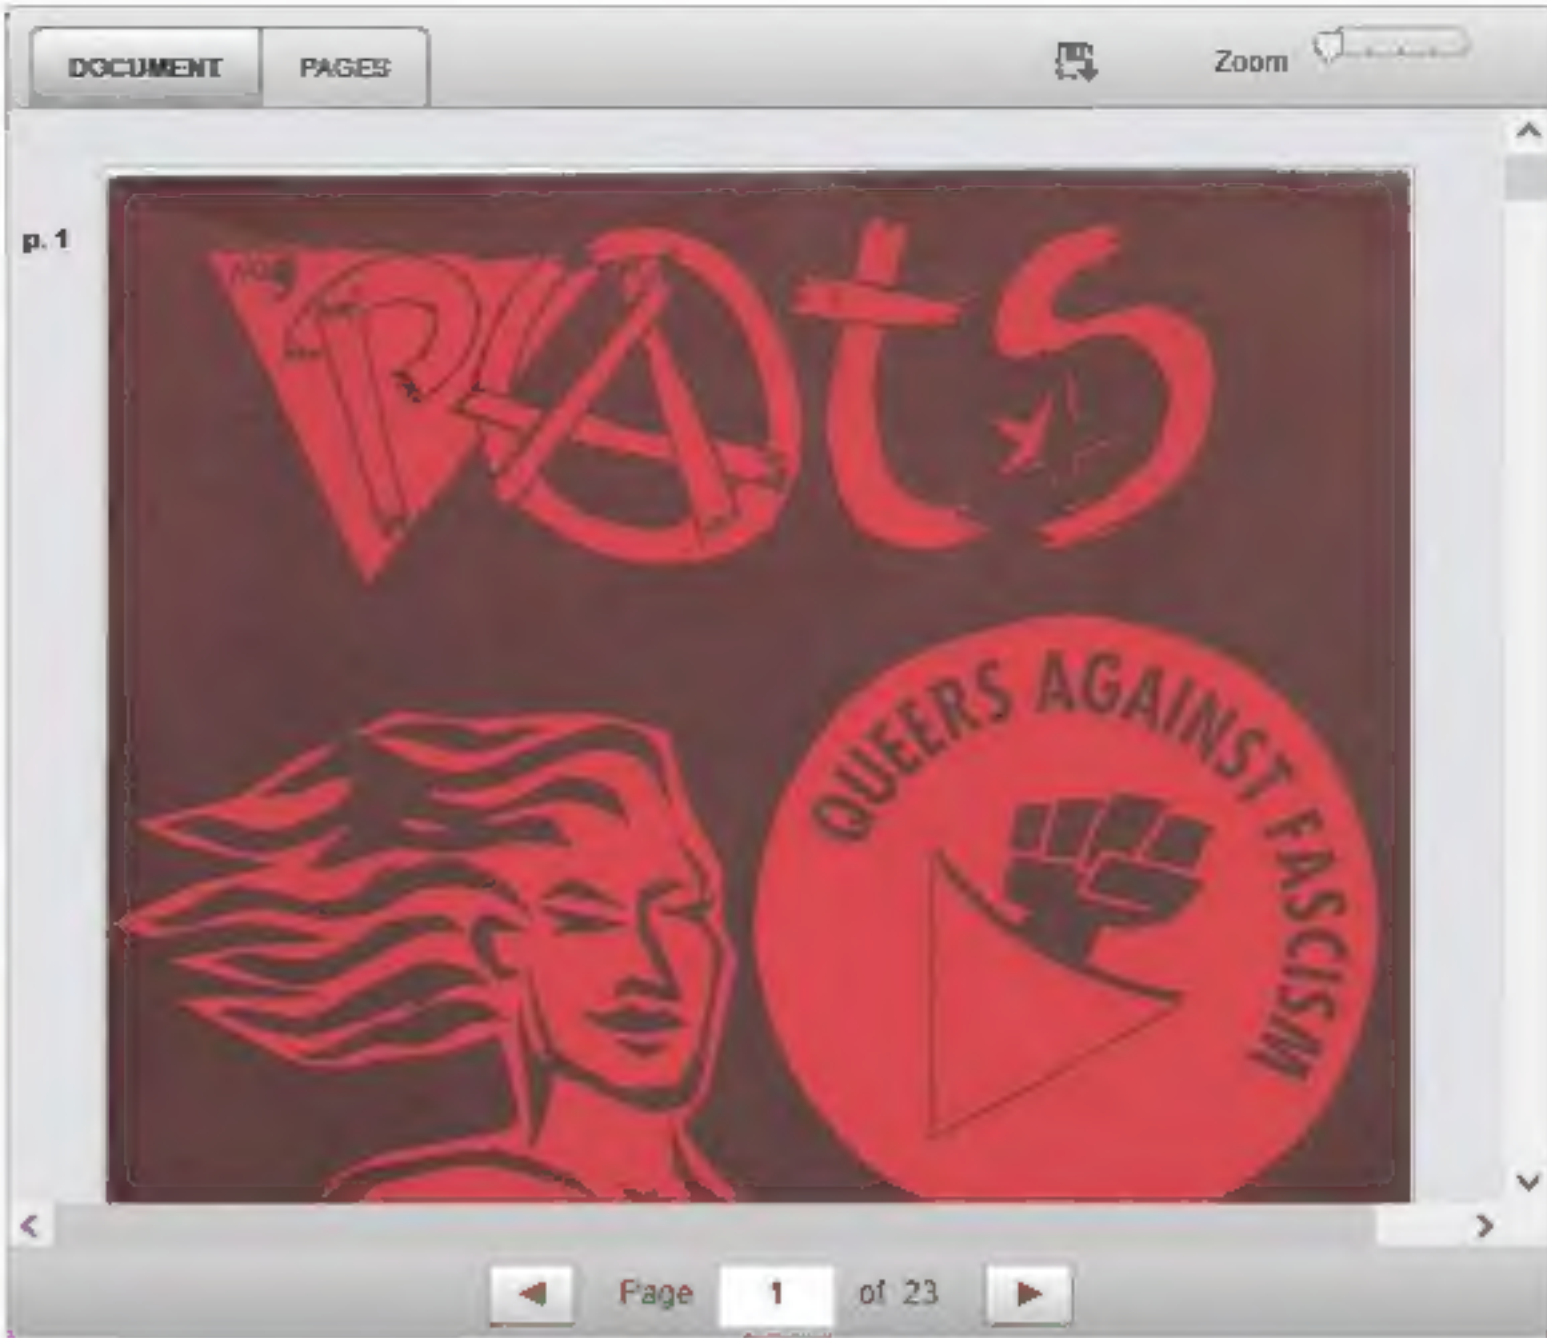 DOCUMENT PAGES Zoom
p. 1
RAts
QUEERS AGAINST FASCISM
Page 1 of 23